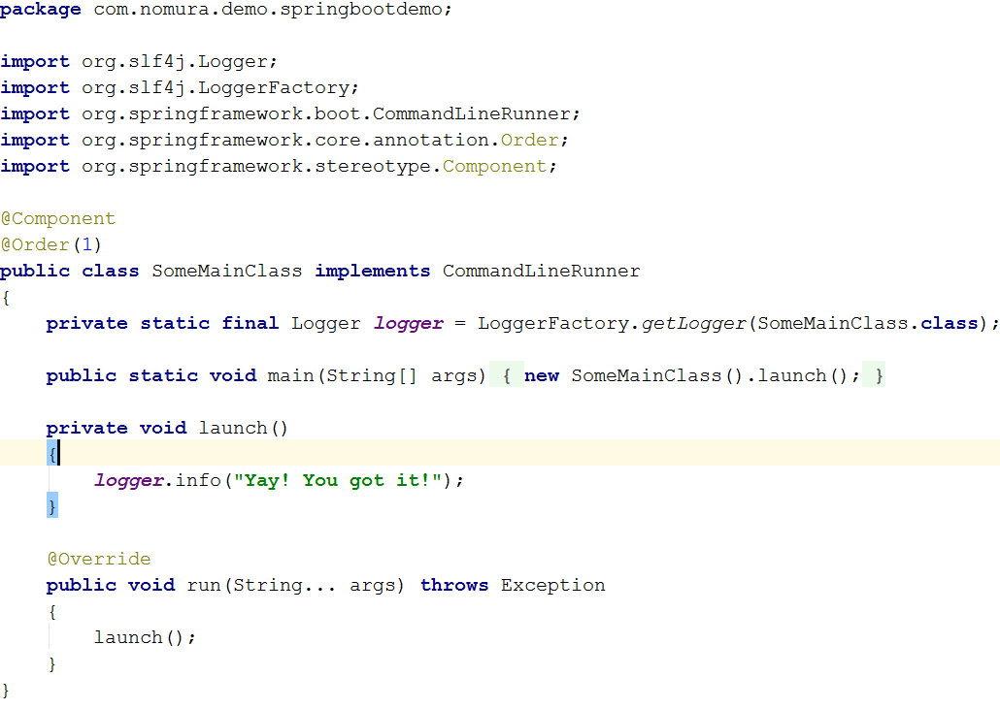 package com.nomura.demo.springbootdemo;
import org.slf4j.Logger;
import org.slf4j.LoggerFactory;
import org.springframework.boot.CommandLineRunner;
import org.springframework.core.annotation.Order;
import org.springframework.stereotype.Component;
@Component
@Order(1)
public class SomeMainClass implements CommandLineRunner
{
private static final Logger logger = LoggerFactory.getLogger(SomeMainClass.class);
public static void main(String[] args) { new SomeMainClass().launch(); }
private void launch()
{
logger.info("Yay! You got it!");
}
@Override
public void run(String... args) throws Exception
{
launch();
}
}